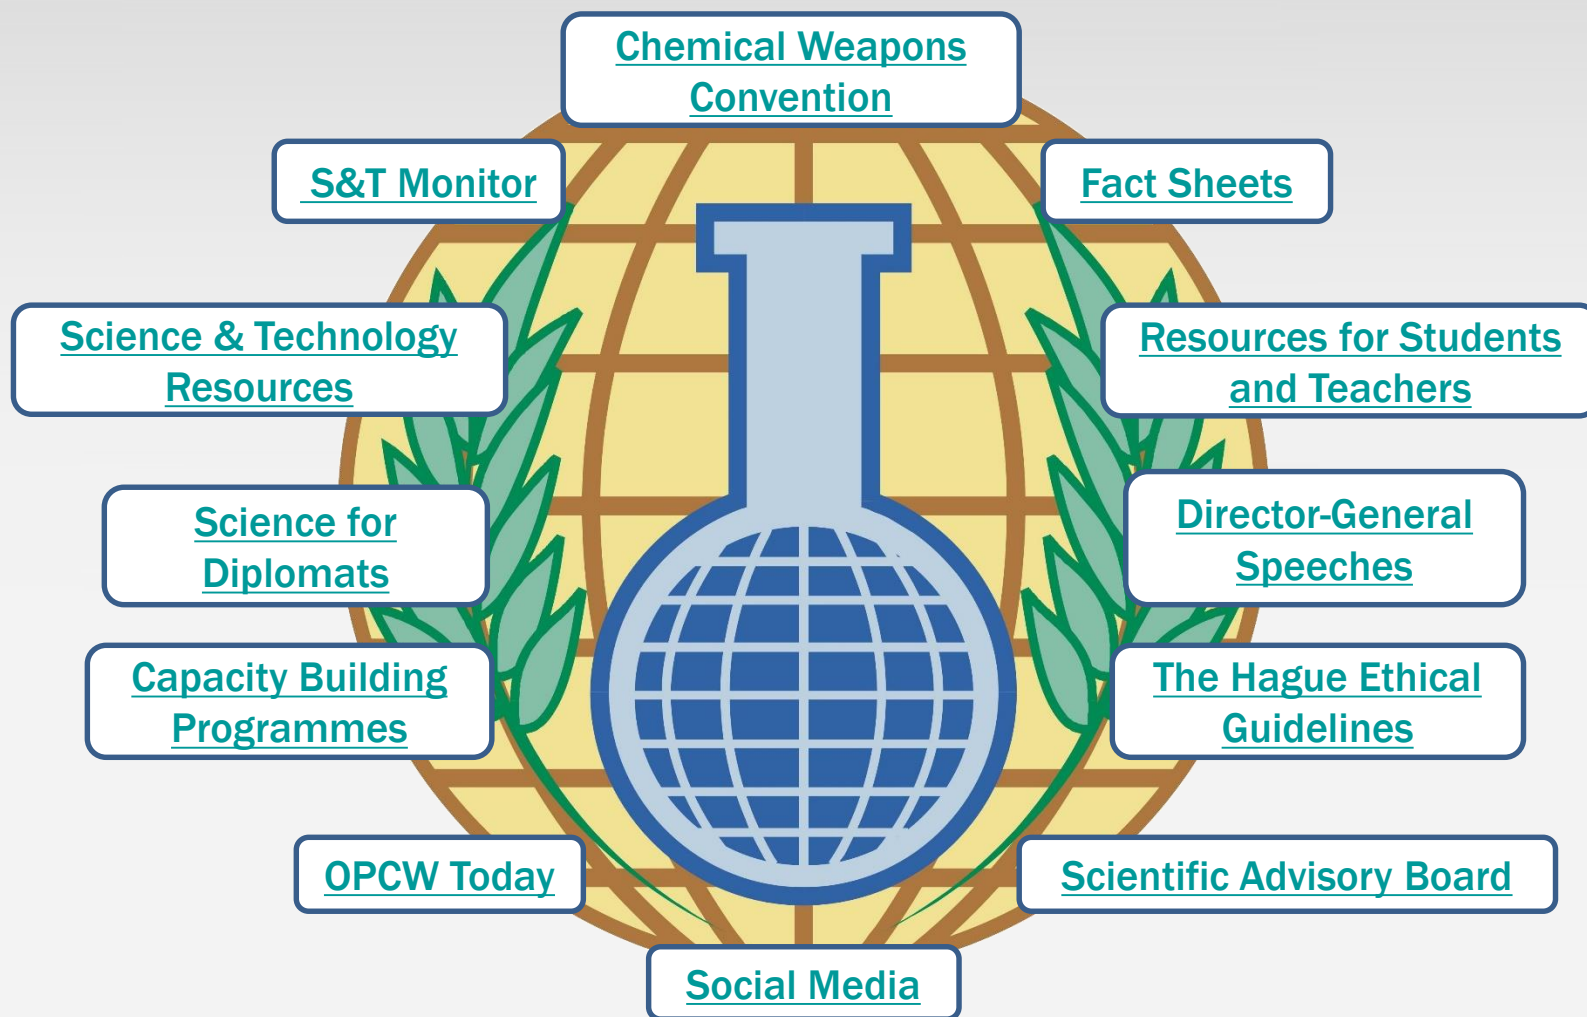 Chemical Weapons
Convention
S&T Monitor
Fact Sheets
Science & Technology
Resources
Resources for Students
and Teachers
Science for
Diplomats
Director-General
Speeches
Capacity Building
Programmes
The Hague Ethical
Guidelines
OPCW Today
Scientific Advisory Board
Social Media